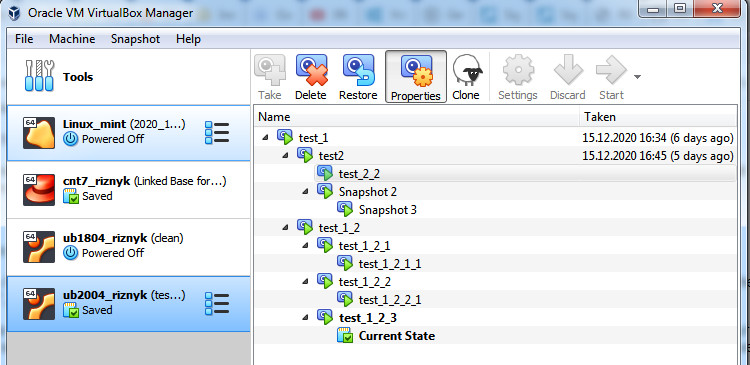 Oracle VM VirtualBox Manager
File Machine Snapshot Help
Tools
Take Delete Restore Properties Clone Settings Discard Start
64 Linux_mint (2020_1...)
Powered Off
64 cnt7_riznyk (Linked Base for...)
Saved
64 ub1804_riznyk (clean)
Powered Off
64 ub2004_riznyk (tes...)
Saved
Name Taken
test_1 15.12.2020 16:34 (6 days ago)
test2 15.12.2020 16:45 (5 days ago)
test_2_2
Snapshot 2
Snapshot 3
test_1_2
test_1_2_1
test_1_2_1_1
test_1_2_2
test_1_2_2_1
test_1_2_3
Current State